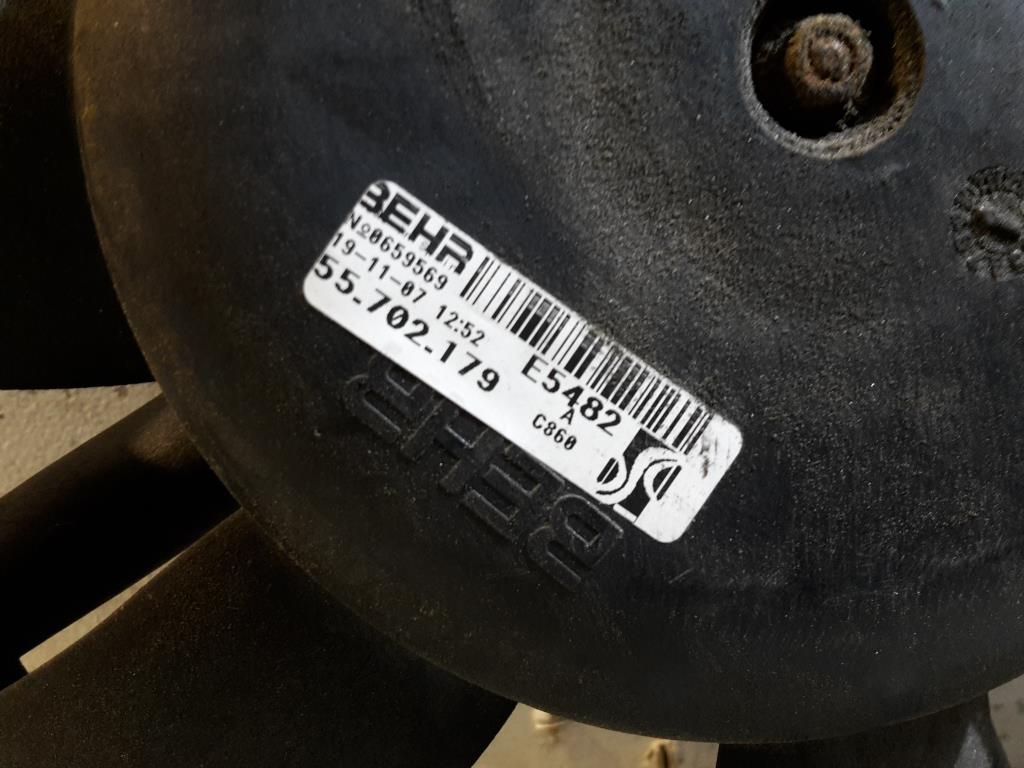 BEHR
№0659569
19-11-07 12:52 E5482
55.702.179 A
C860
BEHR